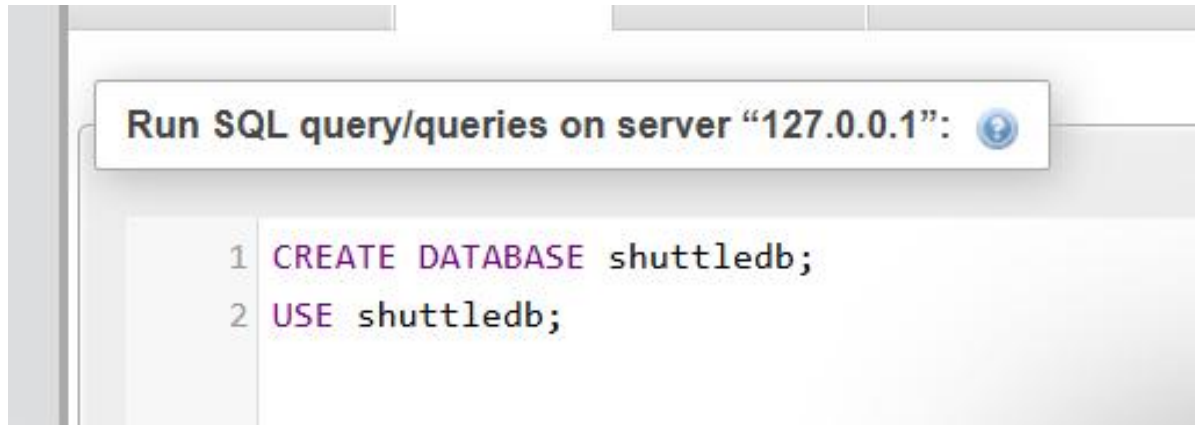 Run SQL query/queries on server “127.0.0.1”:
1 CREATE DATABASE shuttledb;
2 USE shuttledb;